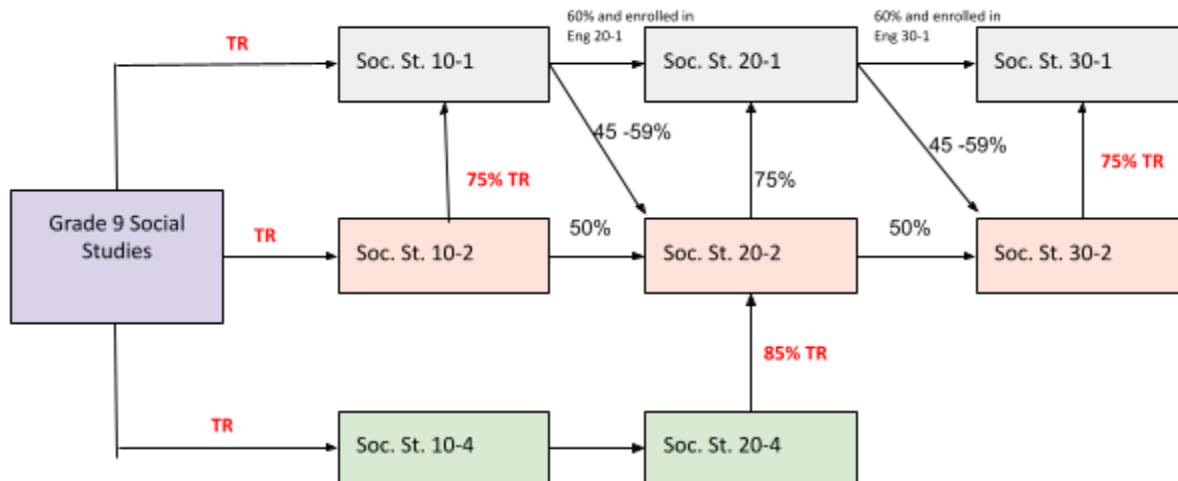 60% and enrolled in
Eng 20-1
60% and enrolled in
Eng 30-1
TR
Soc. St. 10-1
Soc. St. 20-1
Soc. St. 30-1
45 -59%
45 -59%
75% TR
75%
75% TR
Grade 9 Social
Studies
TR
50%
50%
Soc. St. 10-2
Soc. St. 20-2
Soc. St. 30-2
85% TR
TR
Soc. St. 10-4
Soc. St. 20-4